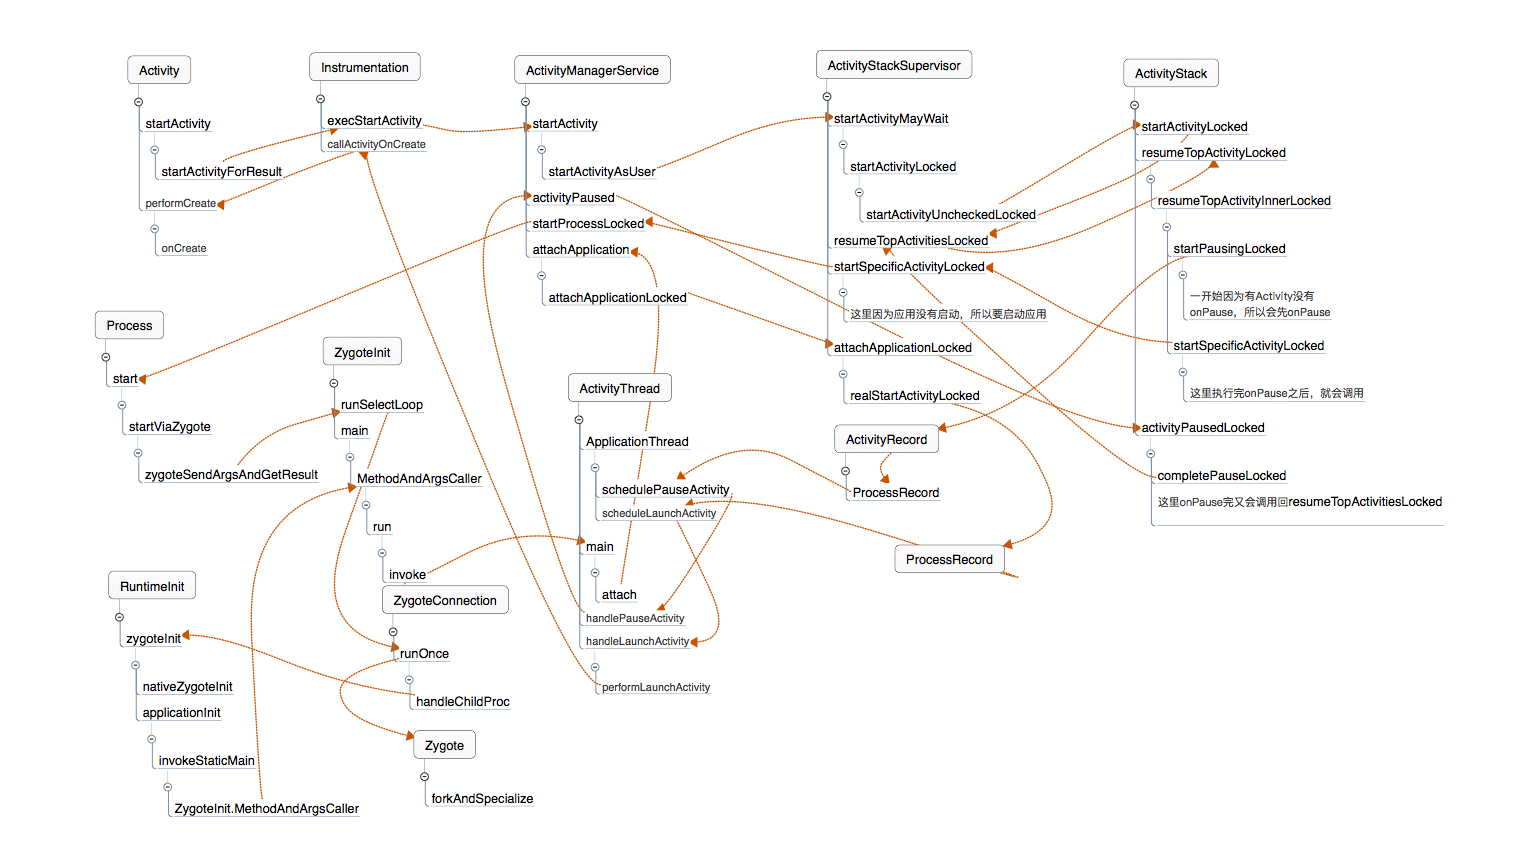 Activity
startActivity
startActivityForResult
performCreate
onCreate
Instrumentation
execStartActivity
callActivityOnCreate
ActivityManagerService
startActivity
startActivityAsUser
activityPaused
startProcessLocked
attachApplication
attachApplicationLocked
ActivityStackSupervisor
startActivityMayWait
startActivityLocked
startActivityUncheckedLocked
resumeTopActivitiesLocked
startSpecificActivityLocked
这里因为应用没有启动，所以要启动应用
attachApplicationLocked
realStartActivityLocked
ActivityStack
startActivityLocked
resumeTopActivityLocked
resumeTopActivityInnerLocked
startPausingLocked
一开始因为有Activity没有
onPause，所以会先onPause
startSpecificActivityLocked
这里执行完onPause之后，就会调用
activityPausedLocked
completePauseLocked
这里onPause完又会调用回resumeTopActivitiesLocked
Process
start
startViaZygote
zygoteSendArgsAndGetResult
ZygoteInit
runSelectLoop
main
MethodAndArgsCaller
run
invoke
ActivityThread
ApplicationThread
schedulePauseActivity
scheduleLaunchActivity
main
attach
handlePauseActivity
handleLaunchActivity
performLaunchActivity
ActivityRecord
ProcessRecord
ProcessRecord
RuntimeInit
zygoteInit
nativeZygoteInit
applicationInit
invokeStaticMain
ZygoteInit.MethodAndArgsCaller
ZygoteConnection
runOnce
handleChildProc
Zygote
forkAndSpecialize